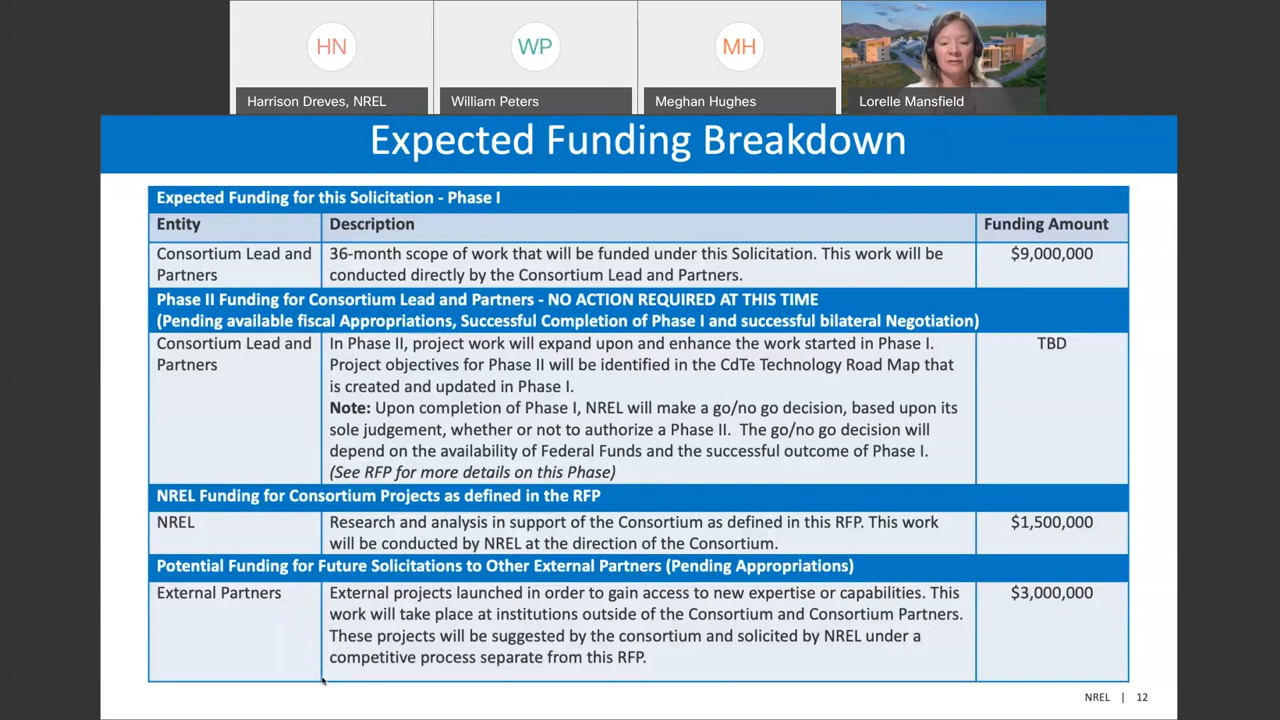 HN
WP
MH
Harrison Dreves, NREL
William Peters
Meghan Hughes
Lorelle Mansfield
Expected Funding Breakdown
Expected Funding for this Solicitation - Phase I
Entity
Description
Funding Amount
Consortium Lead and
Partners
36-month scope of work that will be funded under this Solicitation. This work will be
conducted directly by the Consortium Lead and Partners.
$9,000,000
Phase II Funding for Consortium Lead and Partners - NO ACTION REQUIRED AT THIS TIME
(Pending available fiscal Appropriations, Successful Completion of Phase I and successful bilateral Negotiation)
Consortium Lead and
Partners
In Phase II, project work will expand upon and enhance the work started in Phase I.
Project objectives for Phase II will be identified in the CdTe Technology Road Map that
is created and updated in Phase I.
Note: Upon completion of Phase I, NREL will make a go/no go decision, based upon its
sole judgement, whether or not to authorize a Phase II. The go/no go decision will
depend on the availability of Federal Funds and the successful outcome of Phase I.
(See RFP for more details on this Phase)
TBD
NREL Funding for Consortium Projects as defined in the RFP
NREL
Research and analysis in support of the Consortium as defined in this RFP. This work
will be conducted by NREL at the direction of the Consortium.
$1,500,000
Potential Funding for Future Solicitations to Other External Partners (Pending Appropriations)
External Partners
External projects launched in order to gain access to new expertise or capabilities. This
work will take place at institutions outside of the Consortium and Consortium Partners.
These projects will be suggested by the consortium and solicited by NREL under a
competitive process separate from this RFP.
$3,000,000
NREL | 12